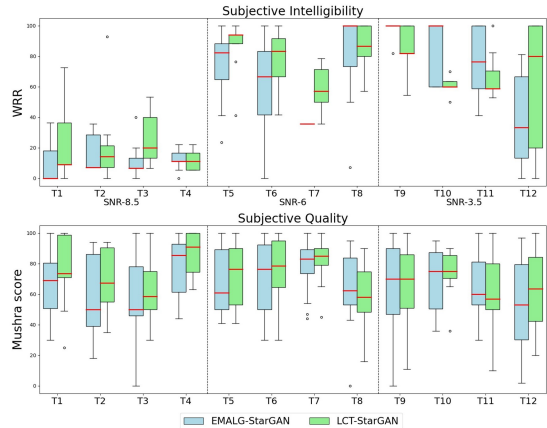 Subjective Intelligibility
100
80
60
40
20
0
WRR
T1 T2 T3 T4 T5 T6 T7 T8 T9 T10 T11 T12
SNR-8.5 SNR-6 SNR-3.5
Subjective Quality
100
80
60
40
20
0
Mushra score
T1 T2 T3 T4 T5 T6 T7 T8 T9 T10 T11 T12
EMALG-StarGAN LCT-StarGAN